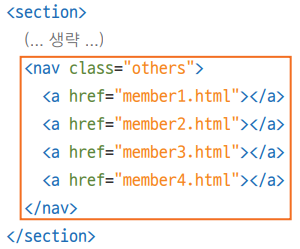 <section>
(... 생략 ...)
<nav class="others">
<a href="member1.html"></a>
<a href="member2.html"></a>
<a href="member3.html"></a>
<a href="member4.html"></a>
</nav>
</section>